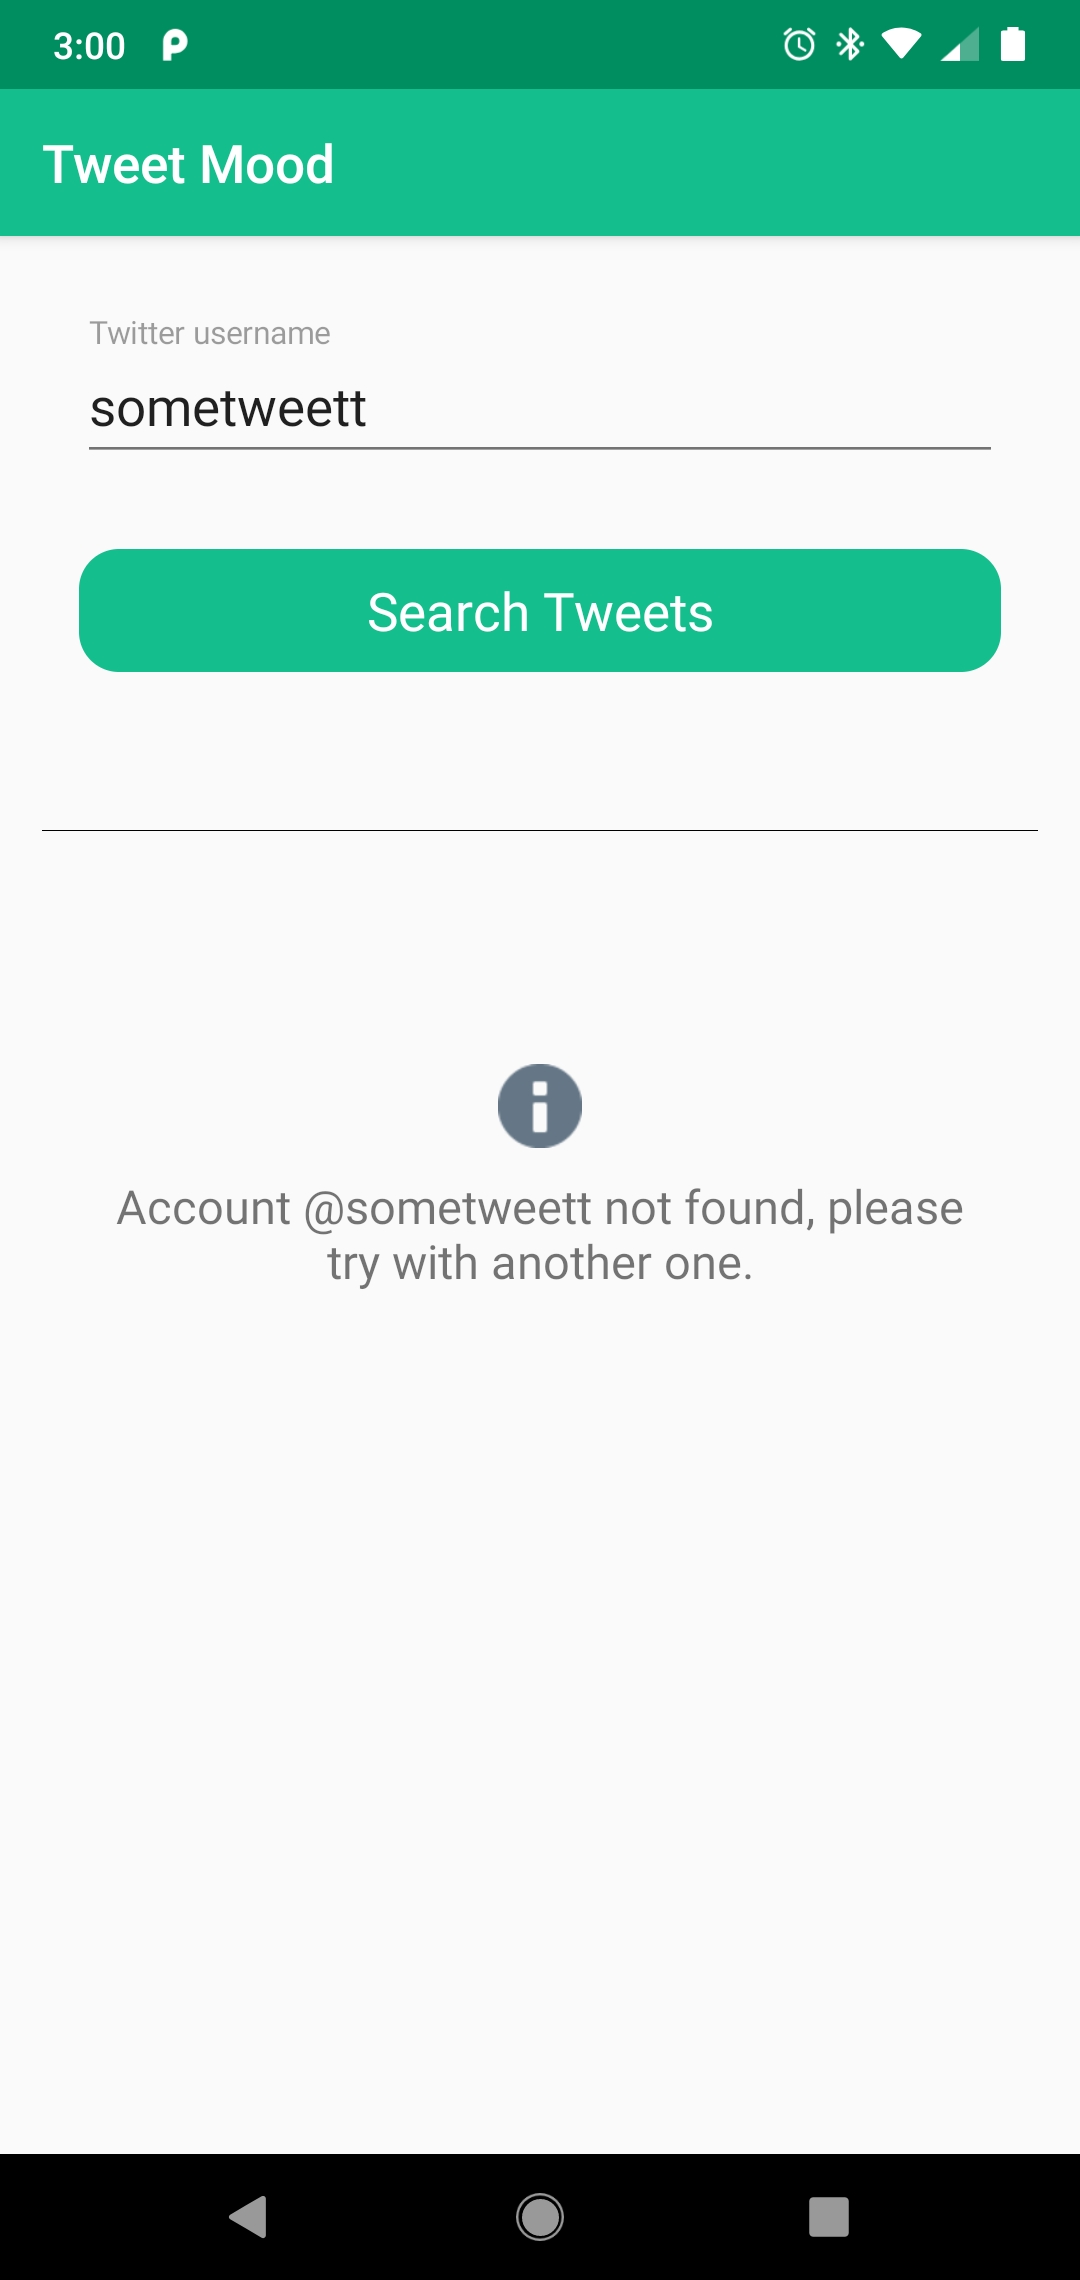 3:00
Tweet Mood
Twitter username
sometweett
Search Tweets
Account @sometweett not found, please
try with another one.